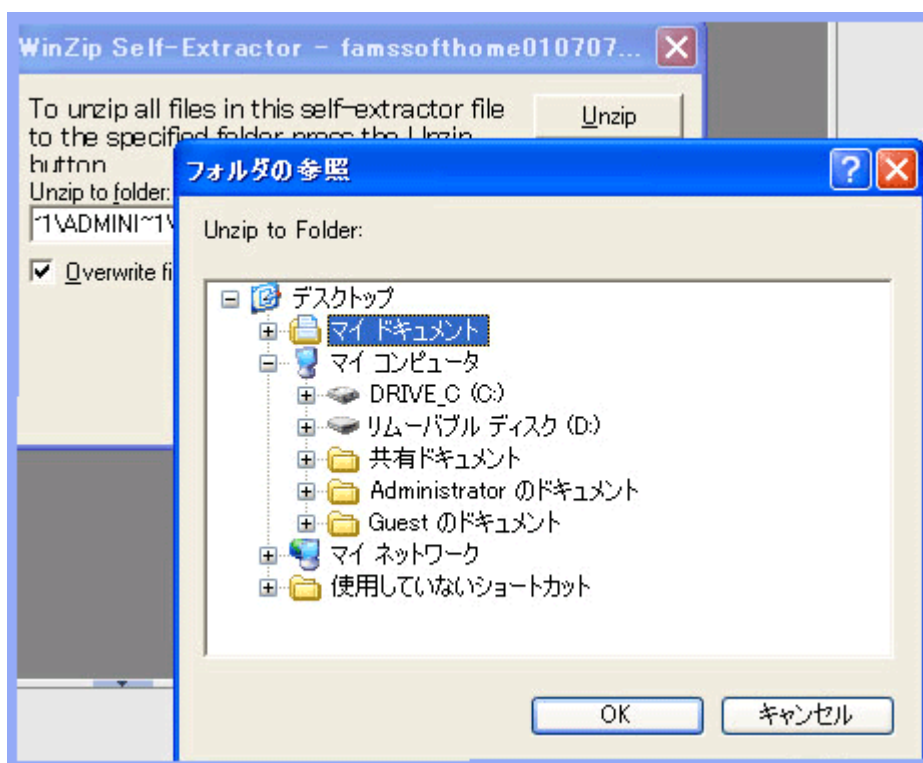 WinZip Self-Extractor - famssofthome010707...
To unzip all files in this self-extractor file
to the specified folder press the Unzip
button
Unzip
Unzip to folder:
~1\ADMINI~1\
Overwrite fi
フォルダの参照
Unzip to Folder:
デスクトップ
マイ ドキュメント
マイ コンピュータ
DRIVE_C (C:)
リムーバブル ディスク (D:)
共有ドキュメント
Administrator のドキュメント
Guest のドキュメント
マイ ネットワーク
使用していないショートカット
OK
キャンセル